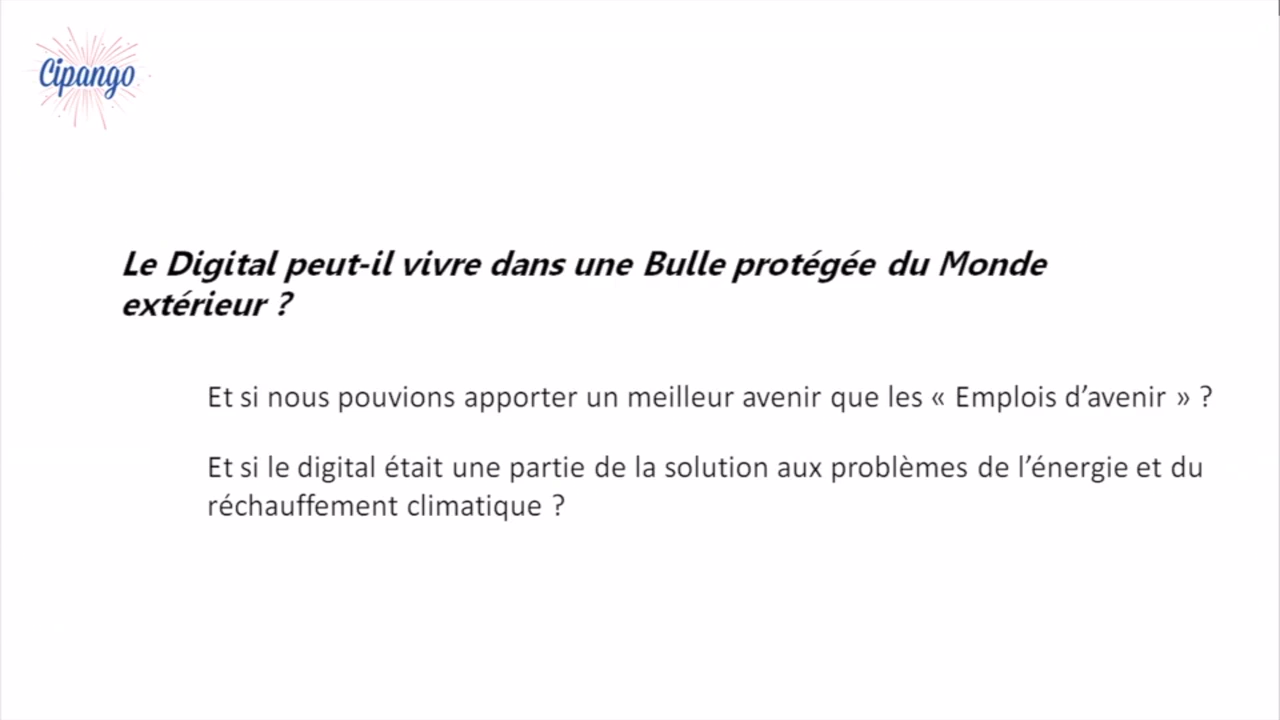 Cipango
Le Digital peut-il vivre dans une Bulle protégée du Monde
extérieur ?
Et si nous pouvions apporter un meilleur avenir que les « Emplois d’avenir » ?
Et si le digital était une partie de la solution aux problèmes de l’énergie et du
réchauffement climatique ?